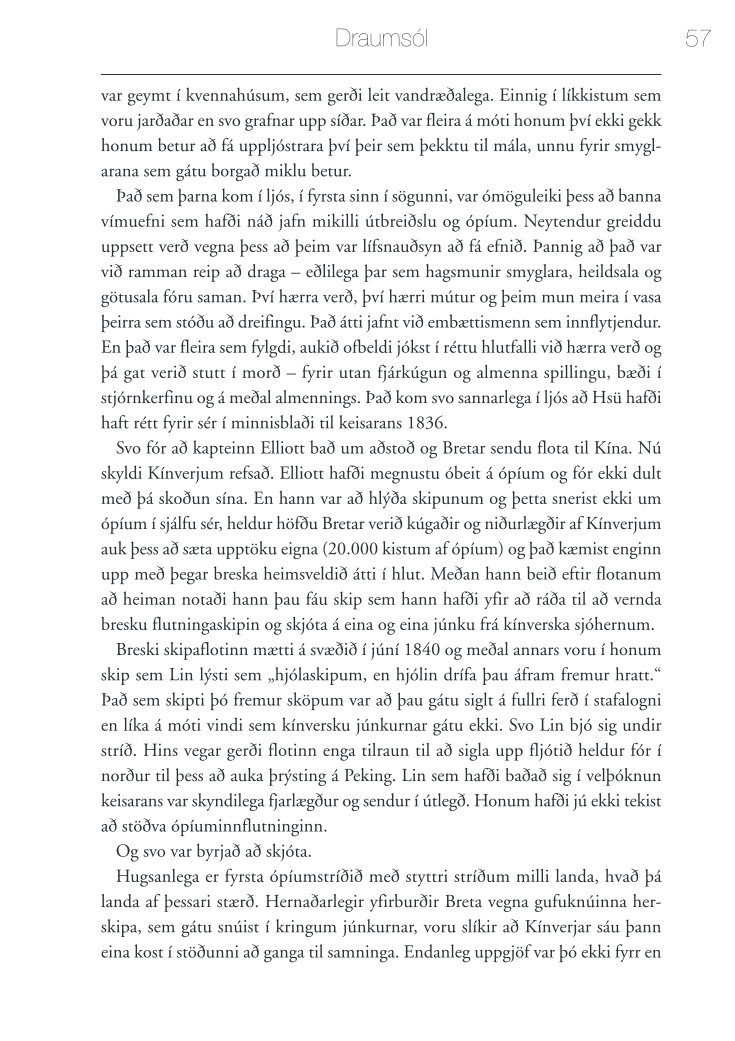 Draumsól 57
var geymt í kvennahúsum, sem gerði leit vandræðalega. Einnig í líkkistum sem
voru jarðaðar en svo grafnar upp síðar. Það var fleira á móti honum því ekki gekk
honum betur að fá uppljóstrara því þeir sem þekktu til mála, unnu fyrir smygl-
arana sem gátu borgað miklu betur.
Það sem þarna kom í ljós, í fyrsta sinn í sögunni, var ómöguleiki þess að banna
vímuefni sem hafði náð jafn mikilli útbreiðslu og ópíum. Neytendur greiddu
uppsett verð vegna þess að þeim var lífsnauðsyn að fá efnið. Þannig að það var
við ramman reip að draga – eðlilega þar sem hagsmunir smyglara, heildsala og
götusala fóru saman. Því hærra verð, því hærri mútur og þeim mun meira í vasa
þeirra sem stóðu að dreifingu. Það átti jafnt við embættismenn sem innflytjendur.
En það var fleira sem fylgdi, aukið ofbeldi jókst í réttu hlutfalli við hærra verð og
þá gat verið stutt í morð – fyrir utan fjárkúgun og almenna spillingu, bæði í
stjórnkerfinu og á meðal almennings. Það kom svo sannarlega í ljós að Hsü hafði
haft rétt fyrir sér í minnisblaði til keisarans 1836.
Svo fór að kapteinn Elliott bað um aðstoð og Bretar sendu flota til Kína. Nú
skyldi Kínverjum refsað. Elliott hafði megnustu óbeit á ópíum og fór ekki dult
með þá skoðun sína. En hann var að hlýða skipunum og þetta snerist ekki um
ópíum í sjálfu sér, heldur höfðu Bretar verið kúgaðir og niðurlægðir af Kínverjum
auk þess að sæta upptöku eigna (20.000 kistum af ópíum) og það kæmist enginn
upp með þegar breska heimsveldið átti í hlut. Meðan hann beið eftir flotanum
að heiman notaði hann þau fáu skip sem hann hafði yfir að ráða til að vernda
bresku flutningaskipin og skjóta á eina og eina júnku frá kínverska sjóhernum.
Breski skipaflotinn mætti á svæðið í júní 1840 og meðal annars voru í honum
skip sem Lin lýsti sem „hjólaskipum, en hjólin drífa þau áfram fremur hratt.“
Það sem skipti þó fremur sköpum var að þau gátu siglt á fullri ferð í stafalogni
en líka á móti vindi sem kínversku júnkurnar gátu ekki. Svo Lin bjó sig undir
stríð. Hins vegar gerði flotinn enga tilraun til að sigla upp fljótið heldur fór í
norður til þess að auka þrýsting á Peking. Lin sem hafði baðað sig í velþóknun
keisarans var skyndilega fjarlægður og sendur í útlegð. Honum hafði jú ekki tekist
að stöðva ópíuminnflutninginn.
Og svo var byrjað að skjóta.
Hugsanlega er fyrsta ópíumstríðið með styttri stríðum milli landa, hvað þá
landa af þessari stærð. Hernaðarlegir yfirburðir Breta vegna gufuknúinna her-
skipa, sem gátu snúist í kringum júnkurnar, voru slíkir að Kínverjar sáu þann
eina kost í stöðunni að ganga til samninga. Endanleg uppgjöf var þó ekki fyrr en